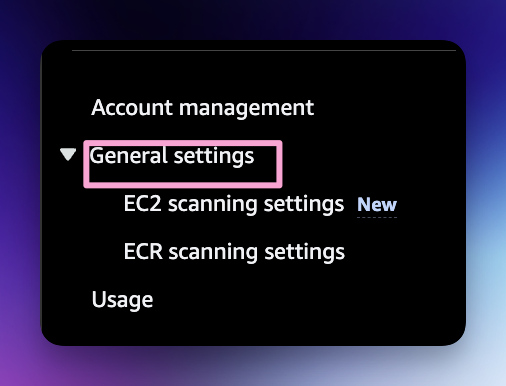 Account management
General settings
EC2 scanning settings New
ECR scanning settings
Usage